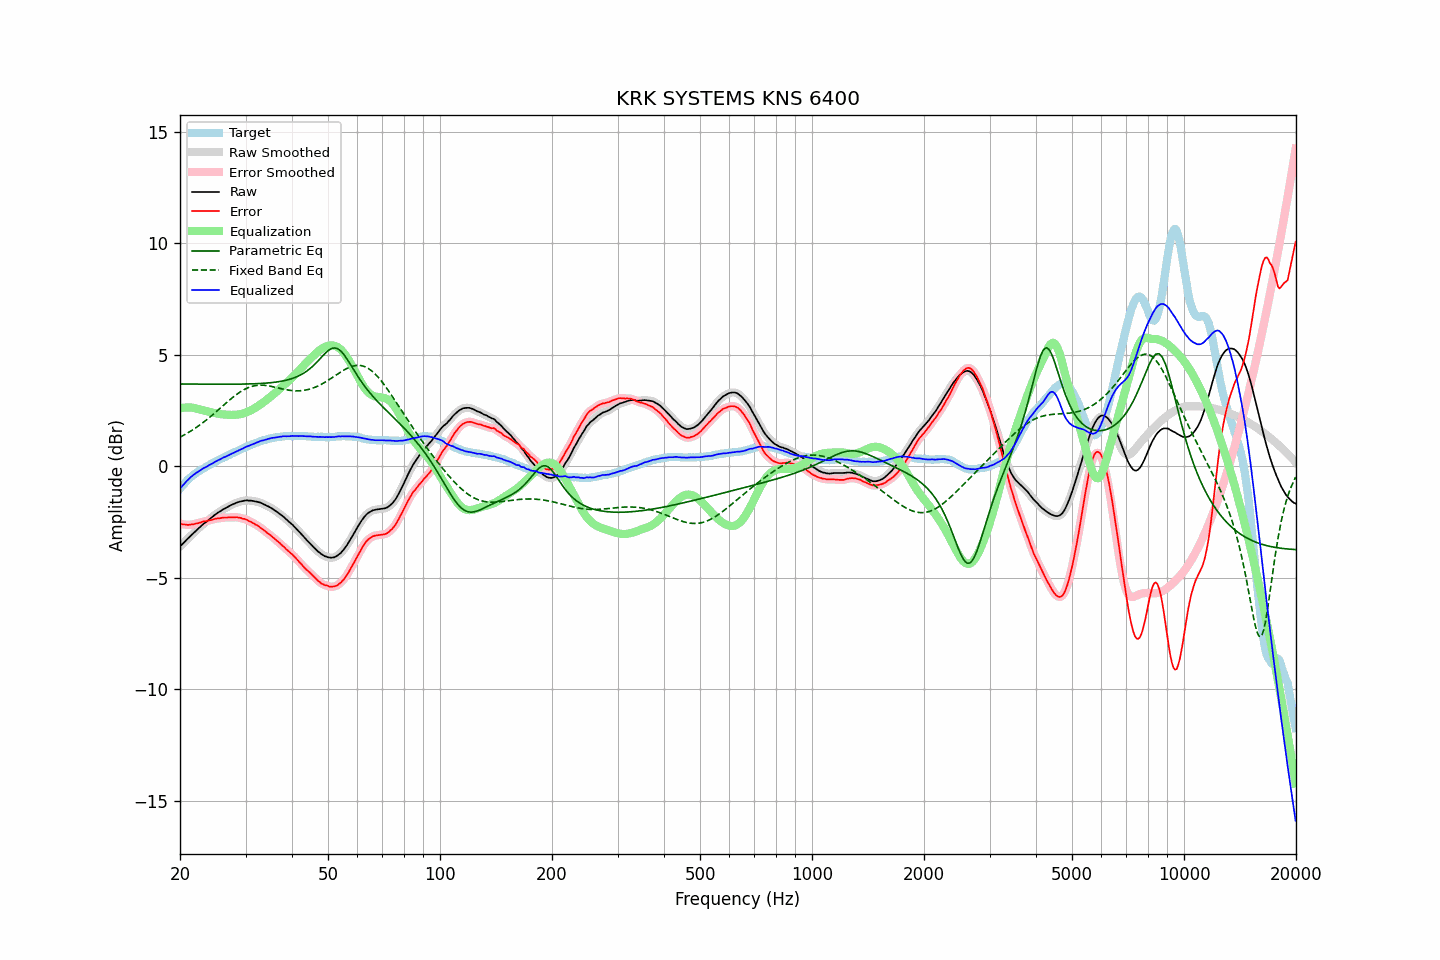 KRK SYSTEMS KNS 6400
Target
Raw Smoothed
Error Smoothed
Raw
Error
Equalization
Parametric Eq
Fixed Band Eq
Equalized
15
10
5
0
−5
−10
−15
Amplitude (dBr)
20 50 100 200 500 1000 2000 5000 10000 20000
Frequency (Hz)